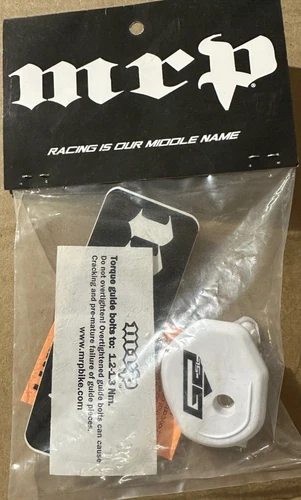 mrp
RACING IS OUR MIDDLE NAME
mrp
Torque guide bolts to: 1.2-1.3 Nm.
Do not overtighten! Overtightened guide bolts can cause
Cracking and pre-mature failure of guide pieces.
www.mrpbike.com